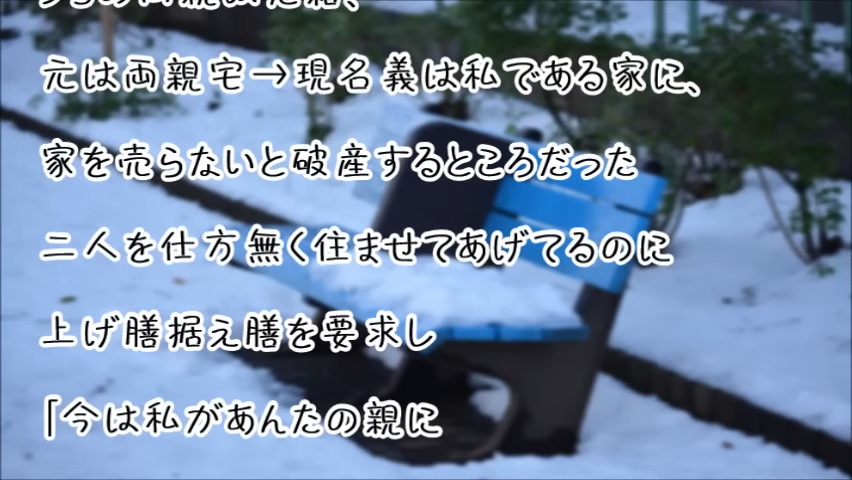 元は両親宅→現名義は私である家に、
家を売らないと破産するところだった
二人を仕方無く住ませてあげてるのに
上げ膳据え膳を要求し
「今は私があんたの親に